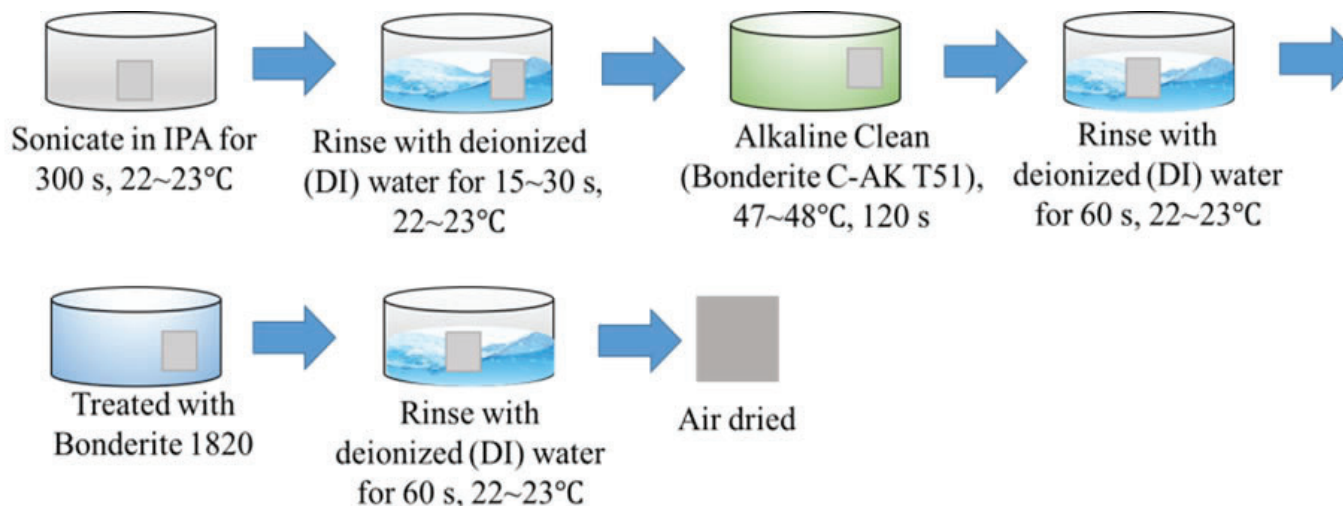 Sonicate in IPA for
300 s, 22~23℃
Rinse with deionized
(DI) water for 15~30 s,
22~23℃
Alkaline Clean
(Bonderite C-AK T51),
47~48℃, 120 s
Rinse with
deionized (DI) water
for 60 s, 22~23℃
Treated with
Bonderite 1820
Rinse with
deionized (DI) water
for 60 s, 22~23℃
Air dried